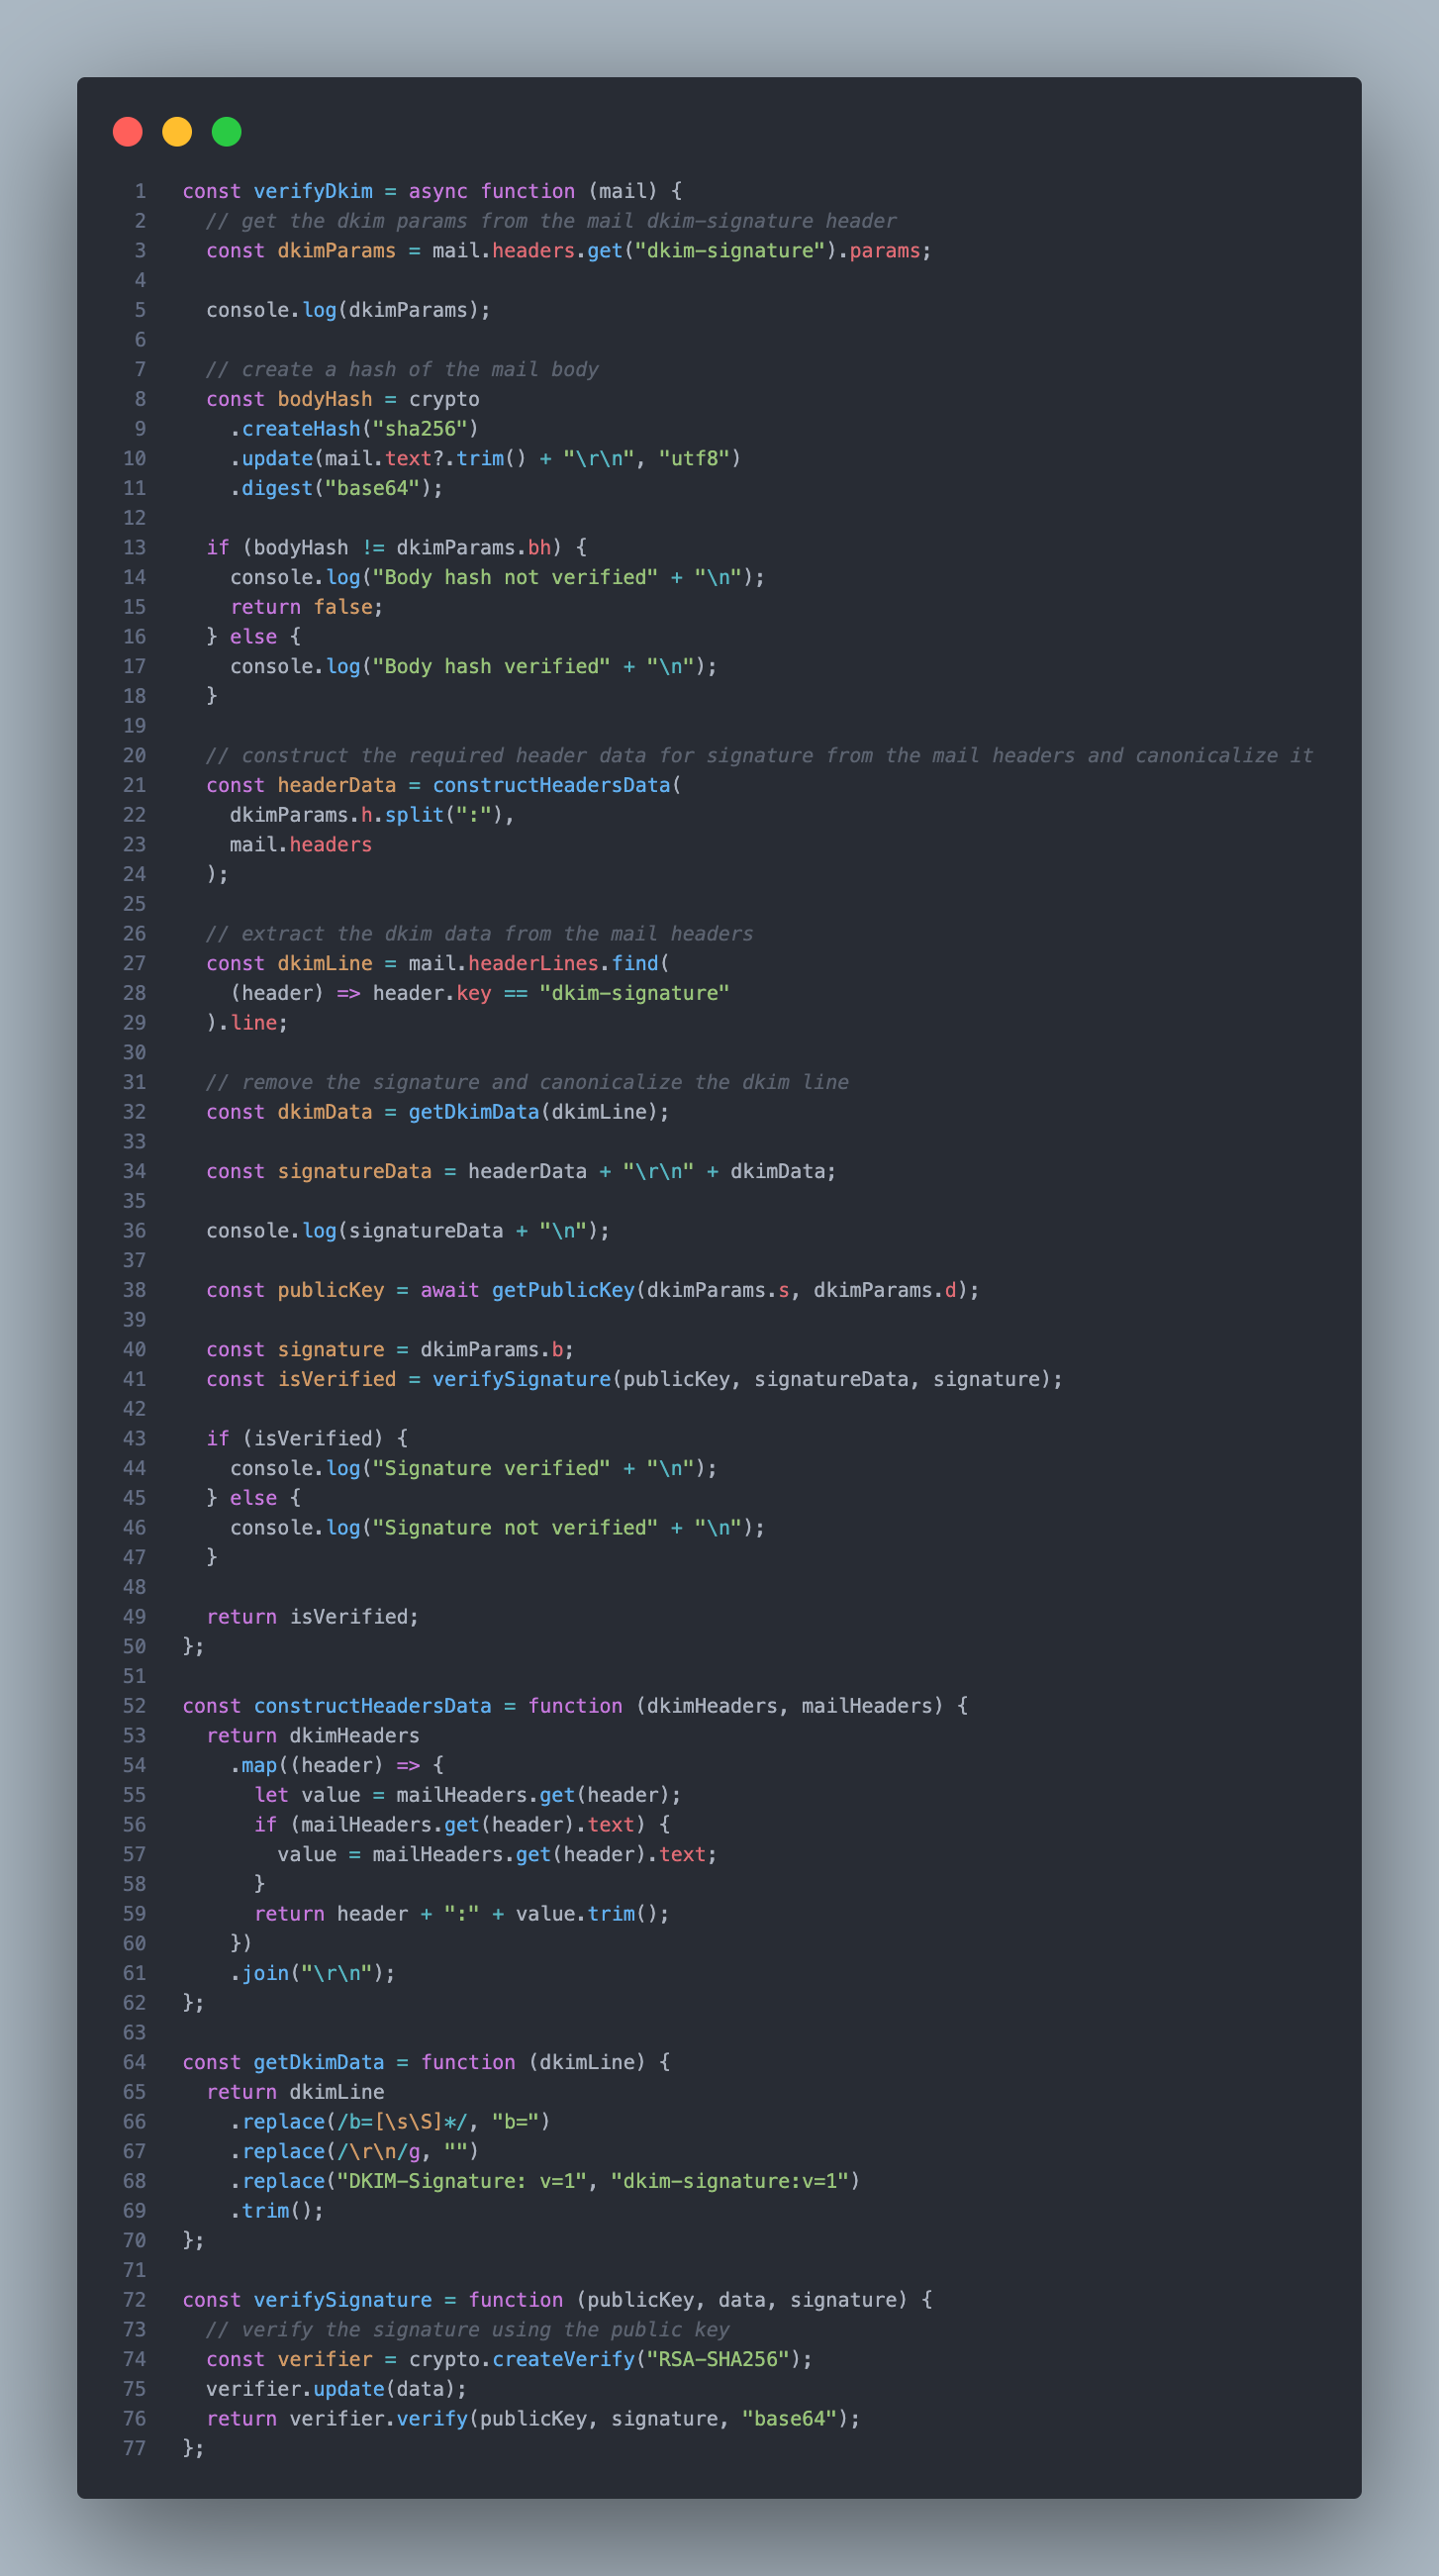 1 const verifyDkim = async function (mail) {
2   // get the dkim params from the mail dkim-signature header
3   const dkimParams = mail.headers.get("dkim-signature").params;
4
5   console.log(dkimParams);
6
7   // create a hash of the mail body
8   const bodyHash = crypto
9     .createHash("sha256")
10     .update(mail.text?.trim() + "\r\n", "utf8")
11     .digest("base64");
12
13   if (bodyHash != dkimParams.bh) {
14     console.log("Body hash not verified" + "\n");
15     return false;
16   } else {
17     console.log("Body hash verified" + "\n");
18   }
19
20   // construct the required header data for signature from the mail headers and canonicalize it
21   const headerData = constructHeadersData(
22     dkimParams.h.split(":"),
23     mail.headers
24   );
25
26   // extract the dkim data from the mail headers
27   const dkimLine = mail.headerLines.find(
28     (header) => header.key == "dkim-signature"
29   ).line;
30
31   // remove the signature and canonicalize the dkim line
32   const dkimData = getDkimData(dkimLine);
33
34   const signatureData = headerData + "\r\n" + dkimData;
35
36   console.log(signatureData + "\n");
37
38   const publicKey = await getPublicKey(dkimParams.s, dkimParams.d);
39
40   const signature = dkimParams.b;
41   const isVerified = verifySignature(publicKey, signatureData, signature);
42
43   if (isVerified) {
44     console.log("Signature verified" + "\n");
45   } else {
46     console.log("Signature not verified" + "\n");
47   }
48
49   return isVerified;
50 };
51
52 const constructHeadersData = function (dkimHeaders, mailHeaders) {
53   return dkimHeaders
54     .map((header) => {
55       let value = mailHeaders.get(header);
56       if (mailHeaders.get(header).text) {
57         value = mailHeaders.get(header).text;
58       }
59       return header + ":" + value.trim();
60     })
61     .join("\r\n");
62 };
63
64 const getDkimData = function (dkimLine) {
65   return dkimLine
66     .replace(/b=[\s\S]*/, "b=")
67     .replace(/\r\n/g, "")
68     .replace("DKIM-Signature: v=1", "dkim-signature:v=1")
69     .trim();
70 };
71
72 const verifySignature = function (publicKey, data, signature) {
73   // verify the signature using the public key
74   const verifier = crypto.createVerify("RSA-SHA256");
75   verifier.update(data);
76   return verifier.verify(publicKey, signature, "base64");
77 };